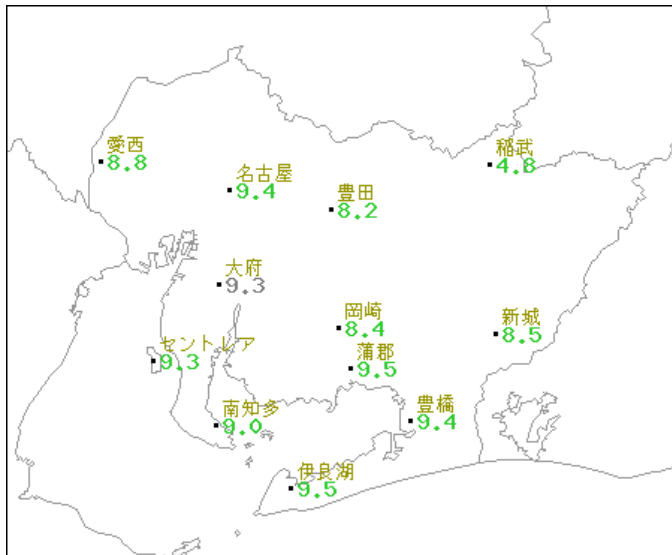 愛西
8.8
稲武
4.8
名古屋
9.4
豊田
8.2
大府
9.3
岡崎
8.4
新城
8.5
セントレア
9.3
蒲郡
9.5
南知多
9.0
豊橋
9.4
伊良湖
9.5